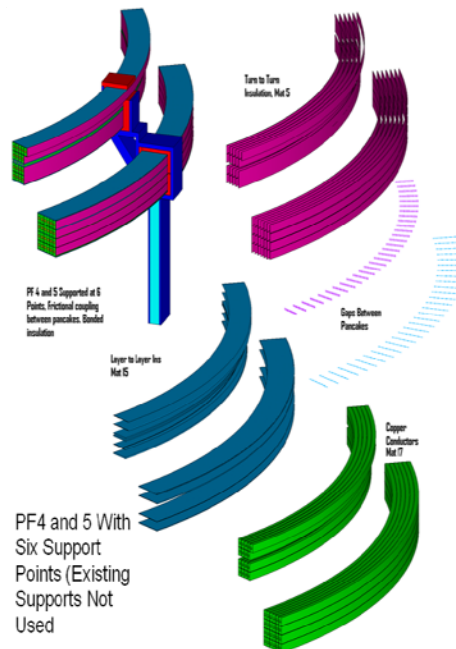 Turn to Turn
Insulation, Mat 5
PF 4 and 5 Supported at 6
Points, frictional coupling
between pancakes. Bonded
insulation
Gaps Between
Pancakes
Layer to Layer Ins
Mat 15
Copper
Conductors
Mat 17
PF4 and 5 With
Six Support
Points (Existing
Supports Not
Used